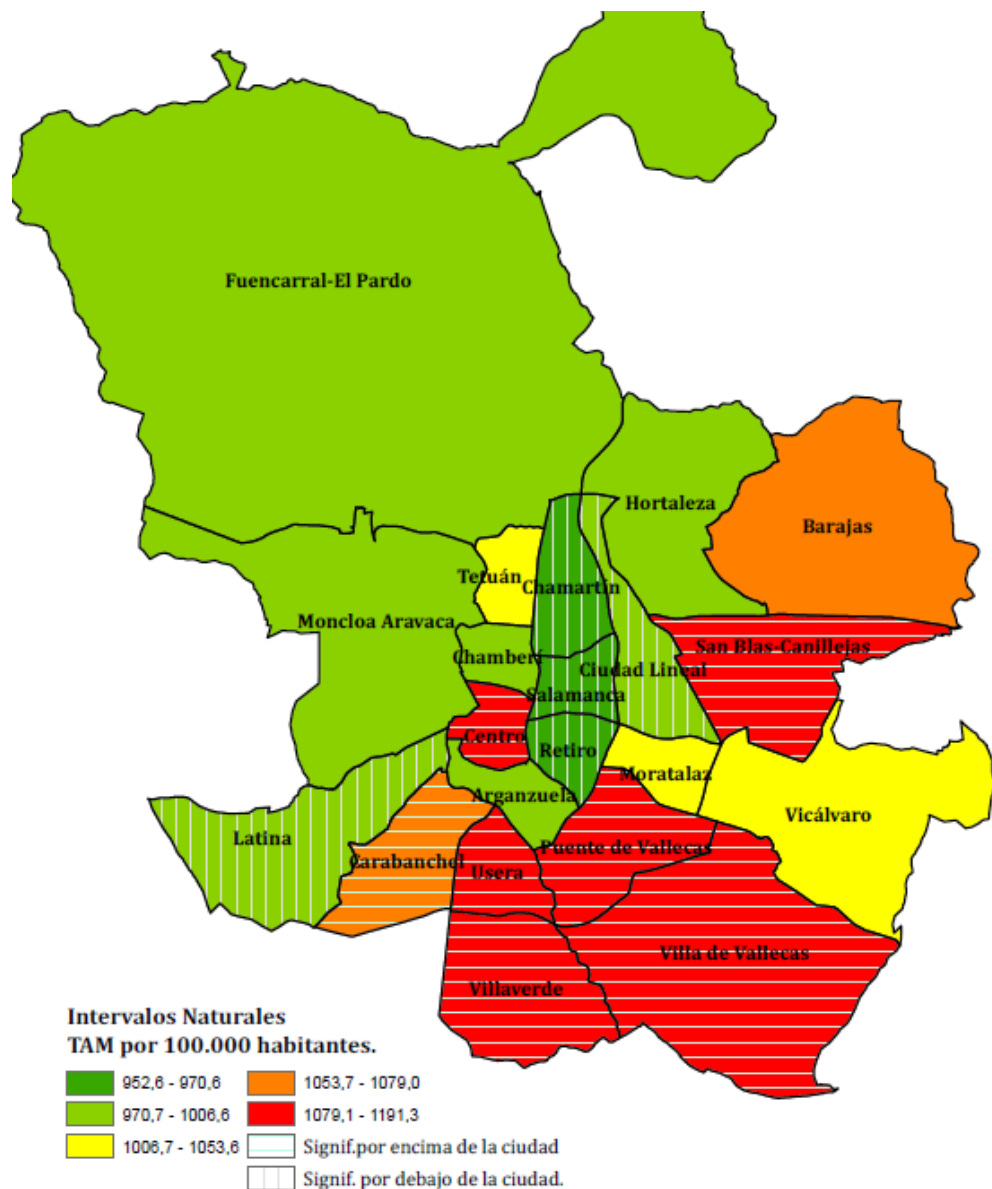 Fuencarral-El Pardo
Hortaleza
Barajas
Tetuán
Chamartín
Moncloa Aravaca
San Blas-Canillejas
Chamberí
Ciudad Lineal
Salamanca
Centro
Retiro
Moratalaz
Arganzuela
Vicálvaro
Latina
Puente de Vallecas
Carabanchel
Usera
Villa de Vallecas
Villaverde
Intervalos Naturales
TAM por 100.000 habitantes.
952,6 - 970,6
1053,7 - 1079,0
970,7 - 1006,6
1079,1 - 1191,3
1006,7 - 1053,6
Signif.por encima de la ciudad
Signif. por debajo de la ciudad.